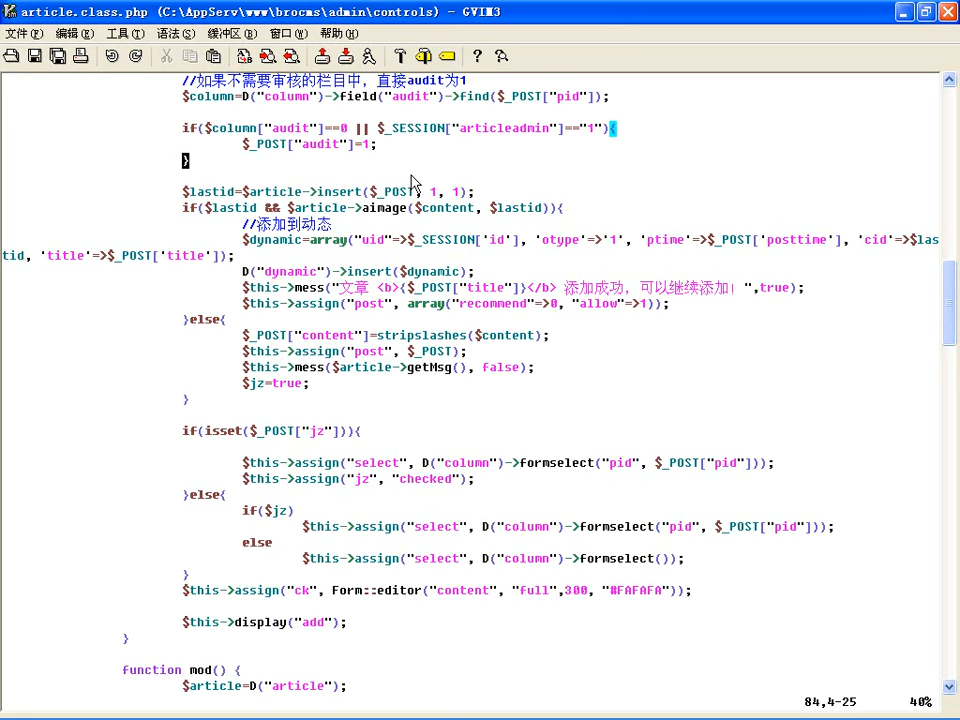 article.class.php (C:\AppServ\www\brocms\admin\controls) - GVIM3
文件(F) 编辑(E) 工具(T) 语法(S) 缓冲区(B) 窗口(W) 帮助(H)
//如果不需要审核的栏目中，直接audit为1
$column=D("column")->field("audit")->find($_POST["pid"]);
if($column["audit"]==0 || $_SESSION["articleadmin"]=="1"){
$_POST["audit"]=1;
}
$lastid=$article->insert($_POST, 1, 1);
if($lastid && $article->aimage($content, $lastid)){
//添加到动态
$dynamic=array("uid"=>$_SESSION['id'], 'otype'=>'1', 'ptime'=>$_POST['posttime'], 'cid'=>$las
tid, 'title'=>$_POST['title']);
D("dynamic")->insert($dynamic);
$this->mess("文章 <b>{$_POST["title"]}</b> 添加成功，可以继续添加！",true);
$this->assign("post", array("recommend"=>0, "allow"=>1));
}else{
$_POST["content"]=stripslashes($content);
$this->assign("post", $_POST);
$this->mess($article->getMsg(), false);
$jz=true;
}
if(isset($_POST["jz"])){
$this->assign("select", D("column")->formselect("pid", $_POST["pid"]));
$this->assign("jz", "checked");
}else{
if($jz)
$this->assign("select", D("column")->formselect("pid", $_POST["pid"]));
else
$this->assign("select", D("column")->formselect());
}
$this->assign("ck", Form::editor("content", "full",300, "#FAFAFA"));
$this->display("add");
}
function mod() {
$article=D("article");
84,4-25 40%